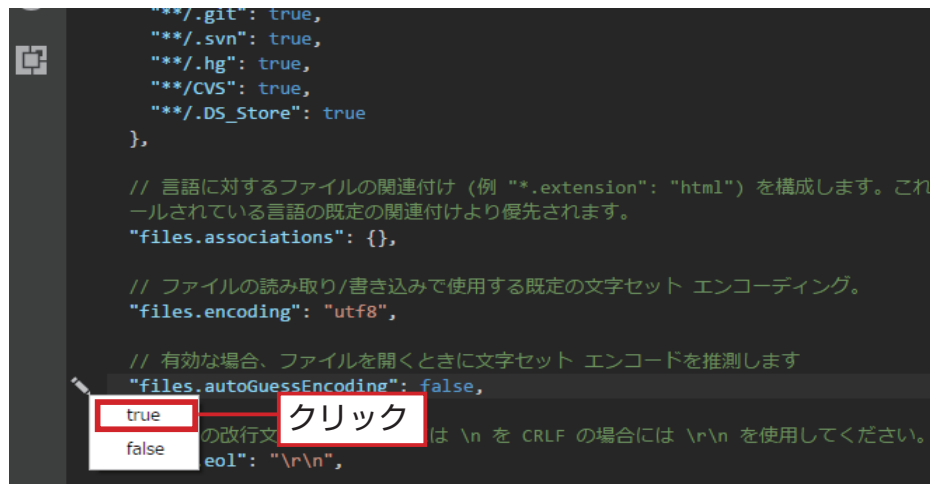 "**/.git": true,
"**/.svn": true,
"**/.hg": true,
"**/CVS": true,
"**/.DS_Store": true
},
// 言語に対するファイルの関連付け (例 "*.extension": "html") を構成します。これ
ールされている言語の既定の関連付けより優先されます。
"files.associations": {},
// ファイルの読み取り/書き込みで使用する既定の文字セット エンコーディング。
"files.encoding": "utf8",
// 有効な場合、ファイルを開くときに文字セット エンコードを推測します
"files.autoGuessEncoding": false,
true
クリック
の改行文 は \n を CRLF の場合には \r\n を使用してください。
false
.eol": "\r\n",